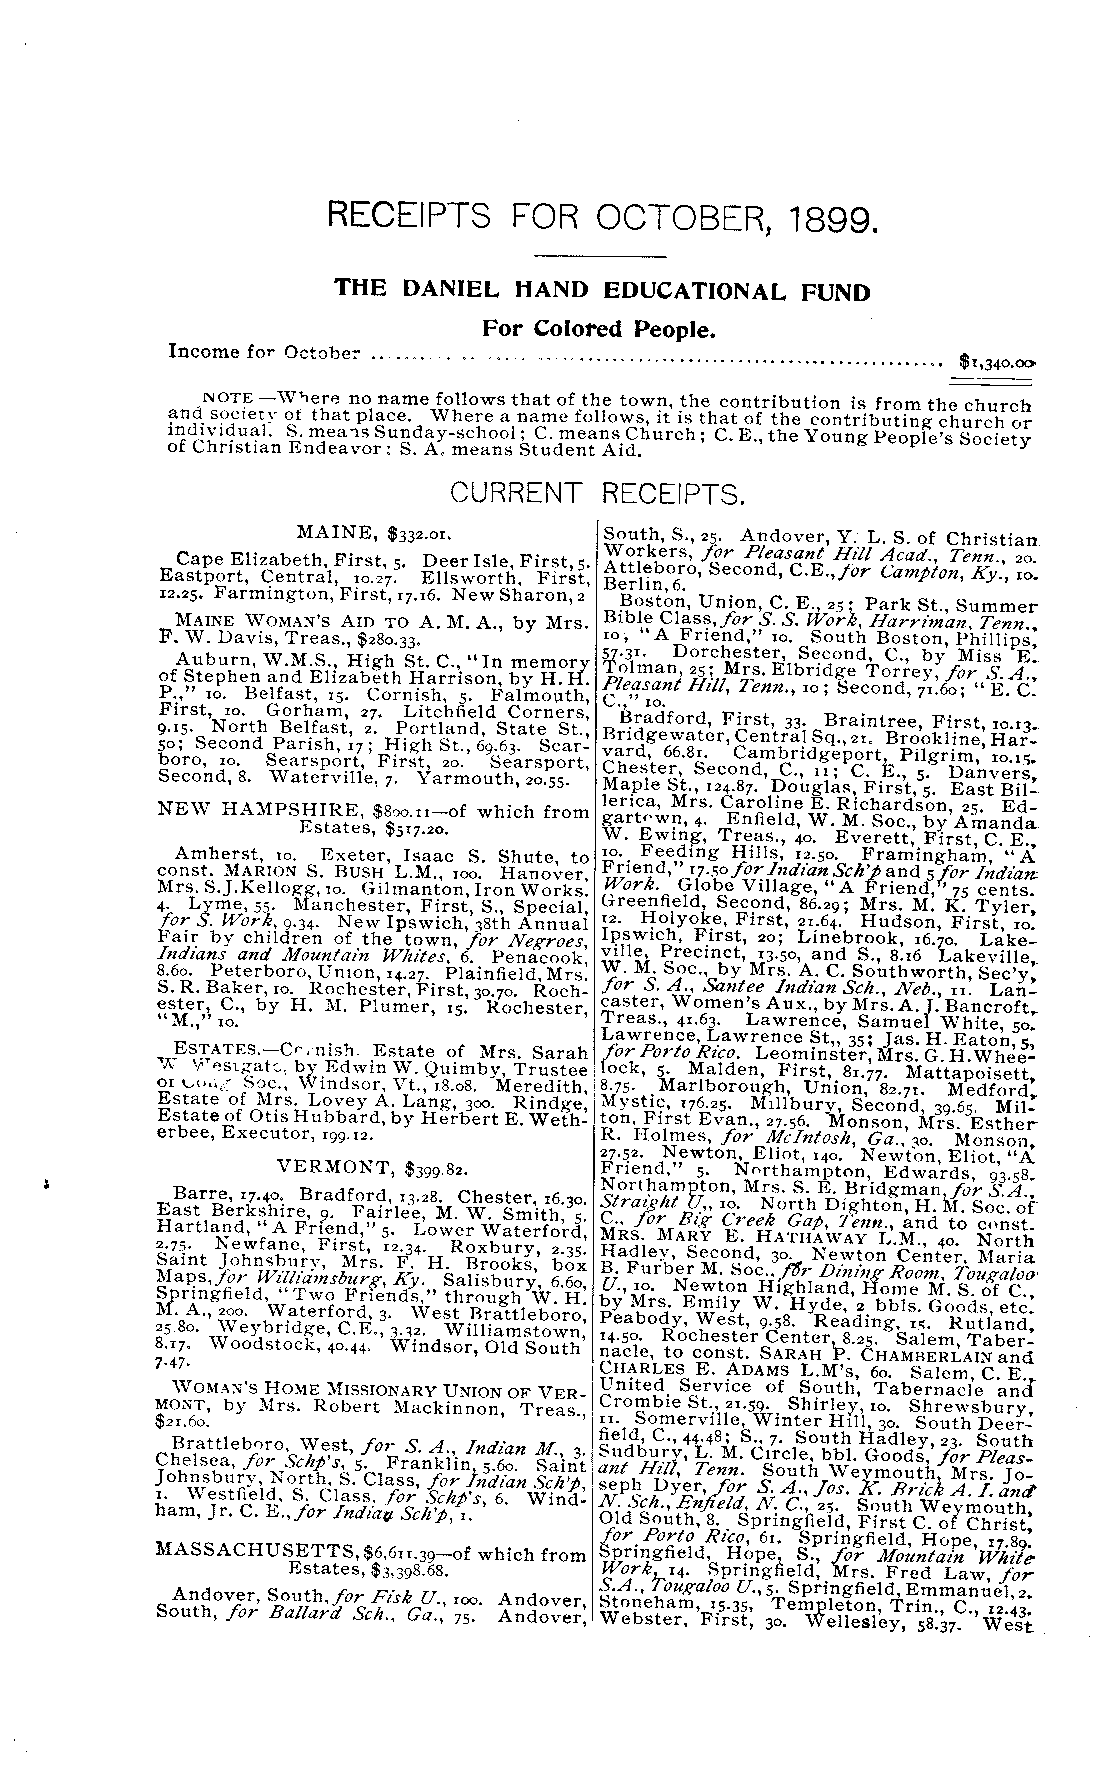 RECEIPTS FOR OCTOBER, 1899.
THE DANIEL HAND EDUCATIONAL FUND
For Colored People.
Income for October ........ $1,340.00
NOTE—Where no name follows that of the town, the contribution is from the church
and society of that place. Where a name follows, it is that of the contributing church or
individual. S. means Sunday-school; C. means Church; C. E., the Young People's Society
of Christian Endeavor; S. A. means Student Aid.
CURRENT RECEIPTS.
MAINE, $332.01.
Cape Elizabeth, First, 5. Deer Isle, First, 5.
Eastport, Central, 10.27. Ellsworth, First,
12.25. Farmington, First, 17.16. New Sharon, 2
MAINE WOMAN'S AID TO A. M. A., by Mrs.
F. W. Davis, Treas., $280.33.
Auburn, W.M.S., High St. C., "In memory
of Stephen and Elizabeth Harrison, by H. H.
P.," 10. Belfast, 15. Cornish, 5. Falmouth,
First, 10. Gorham, 27. Litchfield Corners,
9.15. North Belfast, 2. Portland, State St.,
50; Second Parish, 17; High St., 69.63. Scar-
boro, 10. Searsport, First, 20. Searsport,
Second, 8. Waterville, 7. Yarmouth, 20.55.
NEW HAMPSHIRE, $800.11—of which from
Estates, $517.20.
Amherst, 10. Exeter, Isaac S. Shute, to
const. MARION S. BUSH L.M., 100. Hanover,
Mrs. S.J.Kellogg, 10. Gilmanton, Iron Works.
4. Lyme, 55. Manchester, First, S., Special,
for S. Work, 9.34. New Ipswich, 38th Annual
Fair by children of the town, for Negroes,
Indians and Mountain Whites, 6. Penacook,
8.60. Peterboro, Union, 14.27. Plainfield, Mrs.
S. R. Baker, 10. Rochester, First, 30.70. Roch-
ester, C., by H. M. Plumer, 15. Rochester,
"M.," 10.
ESTATES.—Cornish. Estate of Mrs. Sarah
W. Westgate, by Edwin W. Quimby, Trustee
of Cong. Soc., Windsor, Vt., 18.08. Meredith,
Estate of Mrs. Lovey A. Lang, 300. Rindge,
Estate of Otis Hubbard, by Herbert E. Weth-
erbee, Executor, 199.12.
VERMONT, $399.82.
Barre, 17.40. Bradford, 13.28. Chester, 16.30.
East Berkshire, 9. Fairlee, M. W. Smith, 5.
Hartland, "A Friend," 5. Lower Waterford,
2.75. Newfane, First, 12.34. Roxbury, 2.35.
Saint Johnsbury, Mrs. F. H. Brooks, box
Maps, for Williamsburg, Ky. Salisbury, 6.60,
Springfield, "Two Friends," through W. H.
M. A., 200. Waterford, 3. West Brattleboro,
25.80. Weybridge, C.E., 3.32. Williamstown,
8.17. Woodstock, 40.44. Windsor, Old South
7.47.
WOMAN'S HOME MISSIONARY UNION OF VER-
MONT, by Mrs. Robert Mackinnon, Treas.,
$21.60.
Brattleboro, West, for S. A., Indian M., 3.
Chelsea, for Schp's, 5. Franklin, 5.60. Saint
Johnsbury, North, S. Class, for Indian Sch'p,
1. Westfield, S. Class, for Schp's, 6. Wind-
ham, Jr. C. E., for Indian Sch'p, 1.
MASSACHUSETTS, $6,611.39—of which from
Estates, $3,398.68.
Andover, South, for Fisk U., 100. Andover,
South, for Ballard Sch., Ga., 75. Andover,
South, S., 25. Andover, Y. L. S. of Christian
Workers, for Pleasant Hill Acad., Tenn., 20.
Attleboro, Second, C.E., for Campton, Ky., 10.
Berlin, 6.
Boston, Union, C. E., 25; Park St., Summer
Bible Class, for S. S. Work, Harriman, Tenn.,
10; "A Friend," 10. South Boston, Phillips,
57.31. Dorchester, Second, C., by Miss E.
Tolman, 25; Mrs. Elbridge Torrey, for S. A.,
Pleasant Hill, Tenn., 10; Second, 71.60; "E. C.
C.," 10.
Bradford, First, 33. Braintree, First, 10.13.
Bridgewater, Central Sq., 21. Brookline, Har-
vard, 66.81. Cambridgeport, Pilgrim, 10.15.
Chester, Second, C., 11; C. E., 5. Danvers,
Maple St., 124.87. Douglas, First, 5. East Bil-
lerica, Mrs. Caroline E. Richardson, 25. Ed-
gartown, 4. Enfield, W. M. Soc., by Amanda
W. Ewing, Treas., 40. Everett, First, C. E.,
10. Feeding Hills, 12.50. Framingham, "A
Friend," 17.50 for Indian Sch'p and 5 for Indian
Work. Globe Village, "A Friend," 75 cents.
Greenfield, Second, 86.29; Mrs. M. K. Tyler,
12. Holyoke, First, 21.64. Hudson, First, 10.
Ipswich, First, 20; Linebrook, 16.70. Lake-
ville, Precinct, 13.50, and S., 8.16 Lakeville,
W. M. Soc., by Mrs. A. C. Southworth, Sec'y,
for S. A., Santee Indian Sch., Neb., 11. Lan-
caster, Women's Aux., by Mrs. A. J. Bancroft,
Treas., 41.63. Lawrence, Samuel White, 50.
Lawrence, Lawrence St., 35; Jas. H. Eaton, 5,
for Porto Rico. Leominster, Mrs. G. H. Whee-
lock, 5. Malden, First, 81.77. Mattapoisett,
8.75. Marlborough, Union, 82.71. Medford,
Mystic, 176.25. Millbury, Second, 39.65. Mil-
ton, First Evan., 27.56. Monson, Mrs. Esther
R. Holmes, for McIntosh, Ga., 30. Monson,
27.52. Newton, Eliot, 140. Newton, Eliot, "A
Friend," 5. Northampton, Edwards, 93.58.
Northampton, Mrs. S. E. Bridgman, for S.A.,
Straight U., 10. North Dighton, H. M. Soc. of
C., for Big Creek Gap, Tenn., and to const.
MRS. MARY E. HATHAWAY L.M., 40. North
Hadley, Second, 30. Newton Center, Maria
B. Furber M. Soc., for Dining Room, Tougaloo
U., 10. Newton Highland, Home M. S. of C.,
by Mrs. Emily W. Hyde, 2 bbls. Goods, etc.
Peabody, West, 9.58. Reading, 15. Rutland,
14.50. Rochester Center, 8.25. Salem, Taber-
nacle, to const. SARAH P. CHAMBERLAIN and
CHARLES E. ADAMS L.M's, 60. Salem, C. E.,
United Service of South, Tabernacle and
Crombie St., 21.59. Shirley, 10. Shrewsbury,
11. Somerville, Winter Hill, 30. South Deer-
field, C., 44.48; S., 7. South Hadley, 23. South
Sudbury, L. M. Circle, bbl. Goods, for Pleas-
ant Hill, Tenn. South Weymouth, Mrs. Jo-
seph Dyer, for S. A., Jos. K. Brick A. I. and
N. Sch., Enfield, N. C., 25. South Weymouth,
Old South, 8. Springfield, First C. of Christ,
for Porto Rico, 61. Springfield, Hope, 17.89.
Springfield, Hope, S., for Mountain White
Work, 14. Springfield, Mrs. Fred Law, for
S.A., Tougaloo U., 5. Springfield, Emmanuel, 2.
Stoneham, 15.35, Templeton, Trin., C., 12.43.
Webster, First, 30. Wellesley, 58.37. West